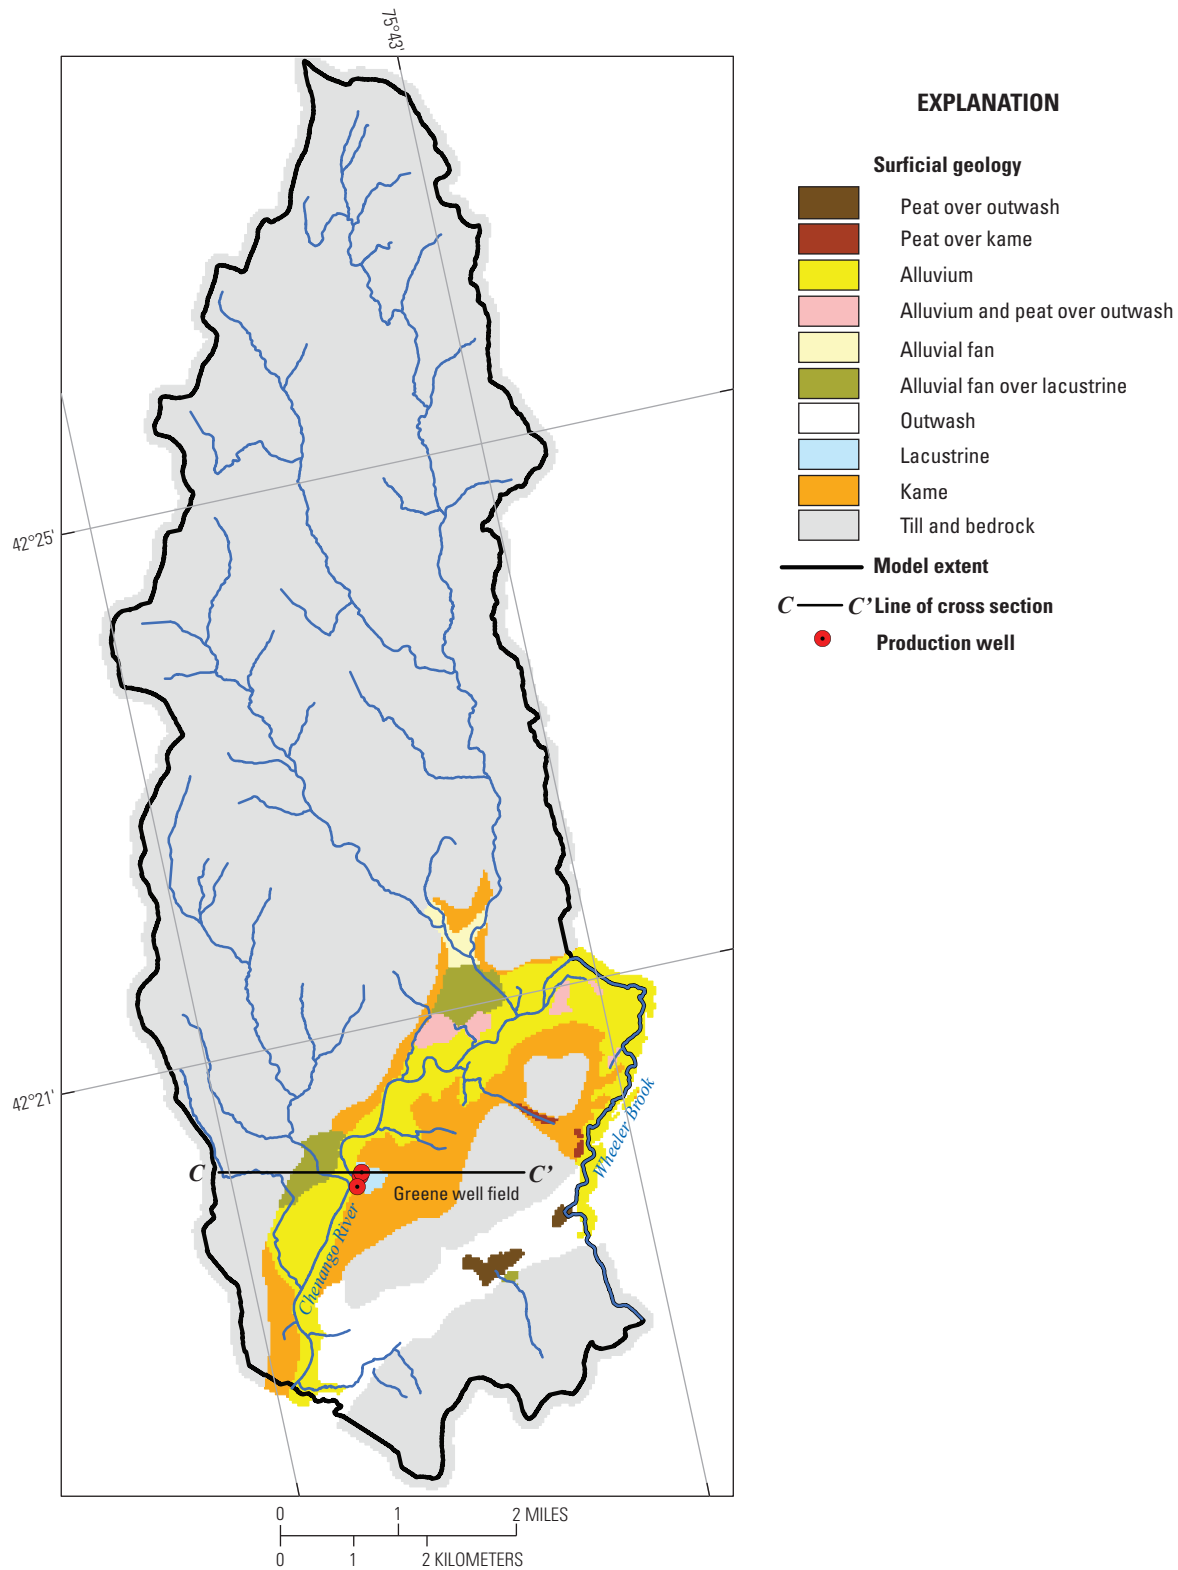 75°43'
EXPLANATION
Surficial geology
Peat over outwash
Peat over kame
Alluvium
Alluvium and peat over outwash
Alluvial fan
Alluvial fan over lacustrine
Outwash
Lacustrine
Kame
Till and bedrock
Model extent
C C' Line of cross section
Production well
42°25'
42°21'
Wheeler Brook
C C'
Greene well field
Chenango River
0 1 2 MILES
0 1 2 KILOMETERS